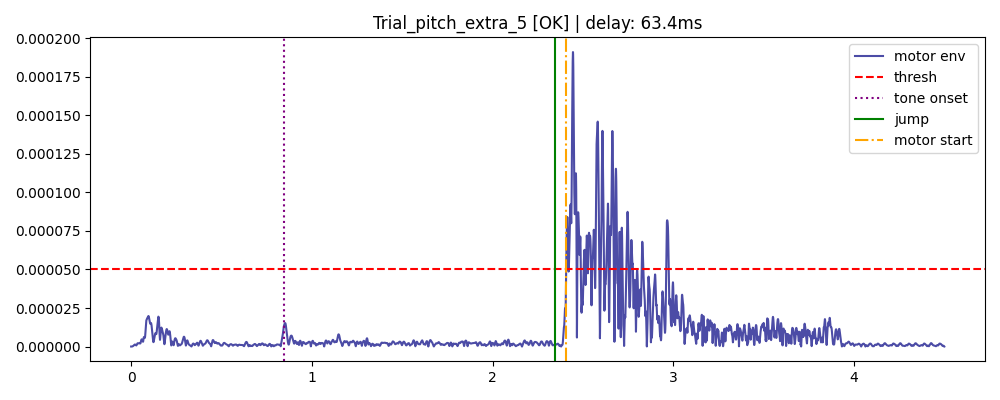 Trial_pitch_extra_5 [OK] | delay: 63.4ms
0.000200
0.000175
0.000150
0.000125
0.000100
0.000075
0.000050
0.000025
0.000000
motor env
thresh
tone onset
jump
motor start
0
1
2
3
4